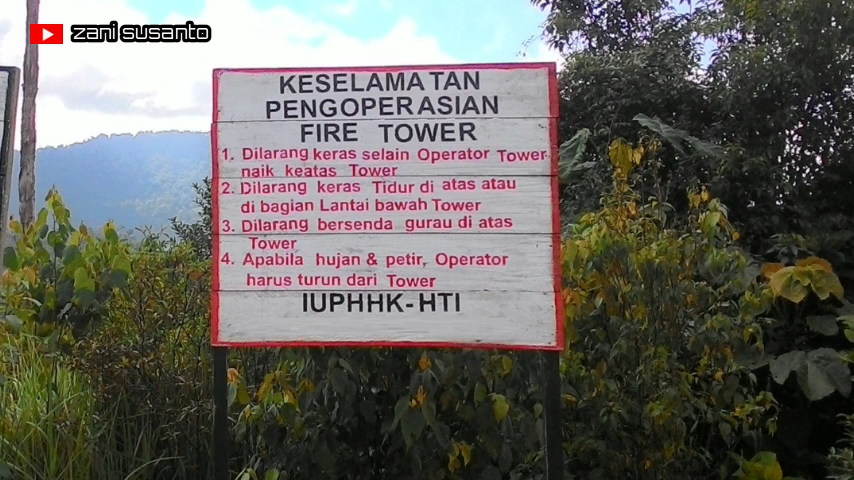 zani susanto
KESELAMATAN
PENGOPERASIAN
FIRE TOWER
1. Dilarang keras selain Operator Tower
naik keatas Tower
2. Dilarang keras Tidur di atas atau
di bagian Lantai bawah Tower
3. Dilarang bersenda gurau di atas
Tower
4. Apabila hujan & petir, Operator
harus turun dari Tower
IUPHHK-HTI